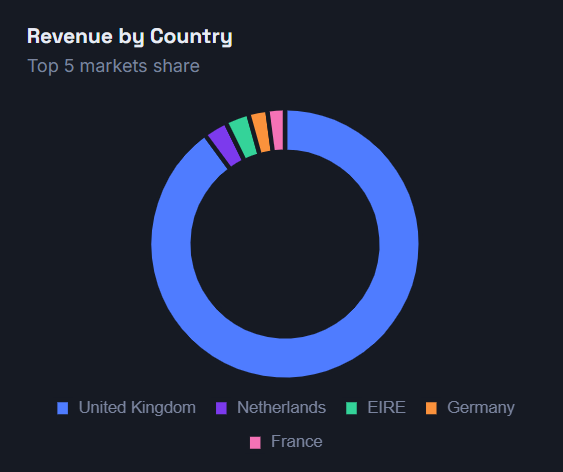 Revenue by Country
Top 5 markets share
United Kingdom Netherlands EIRE Germany
France